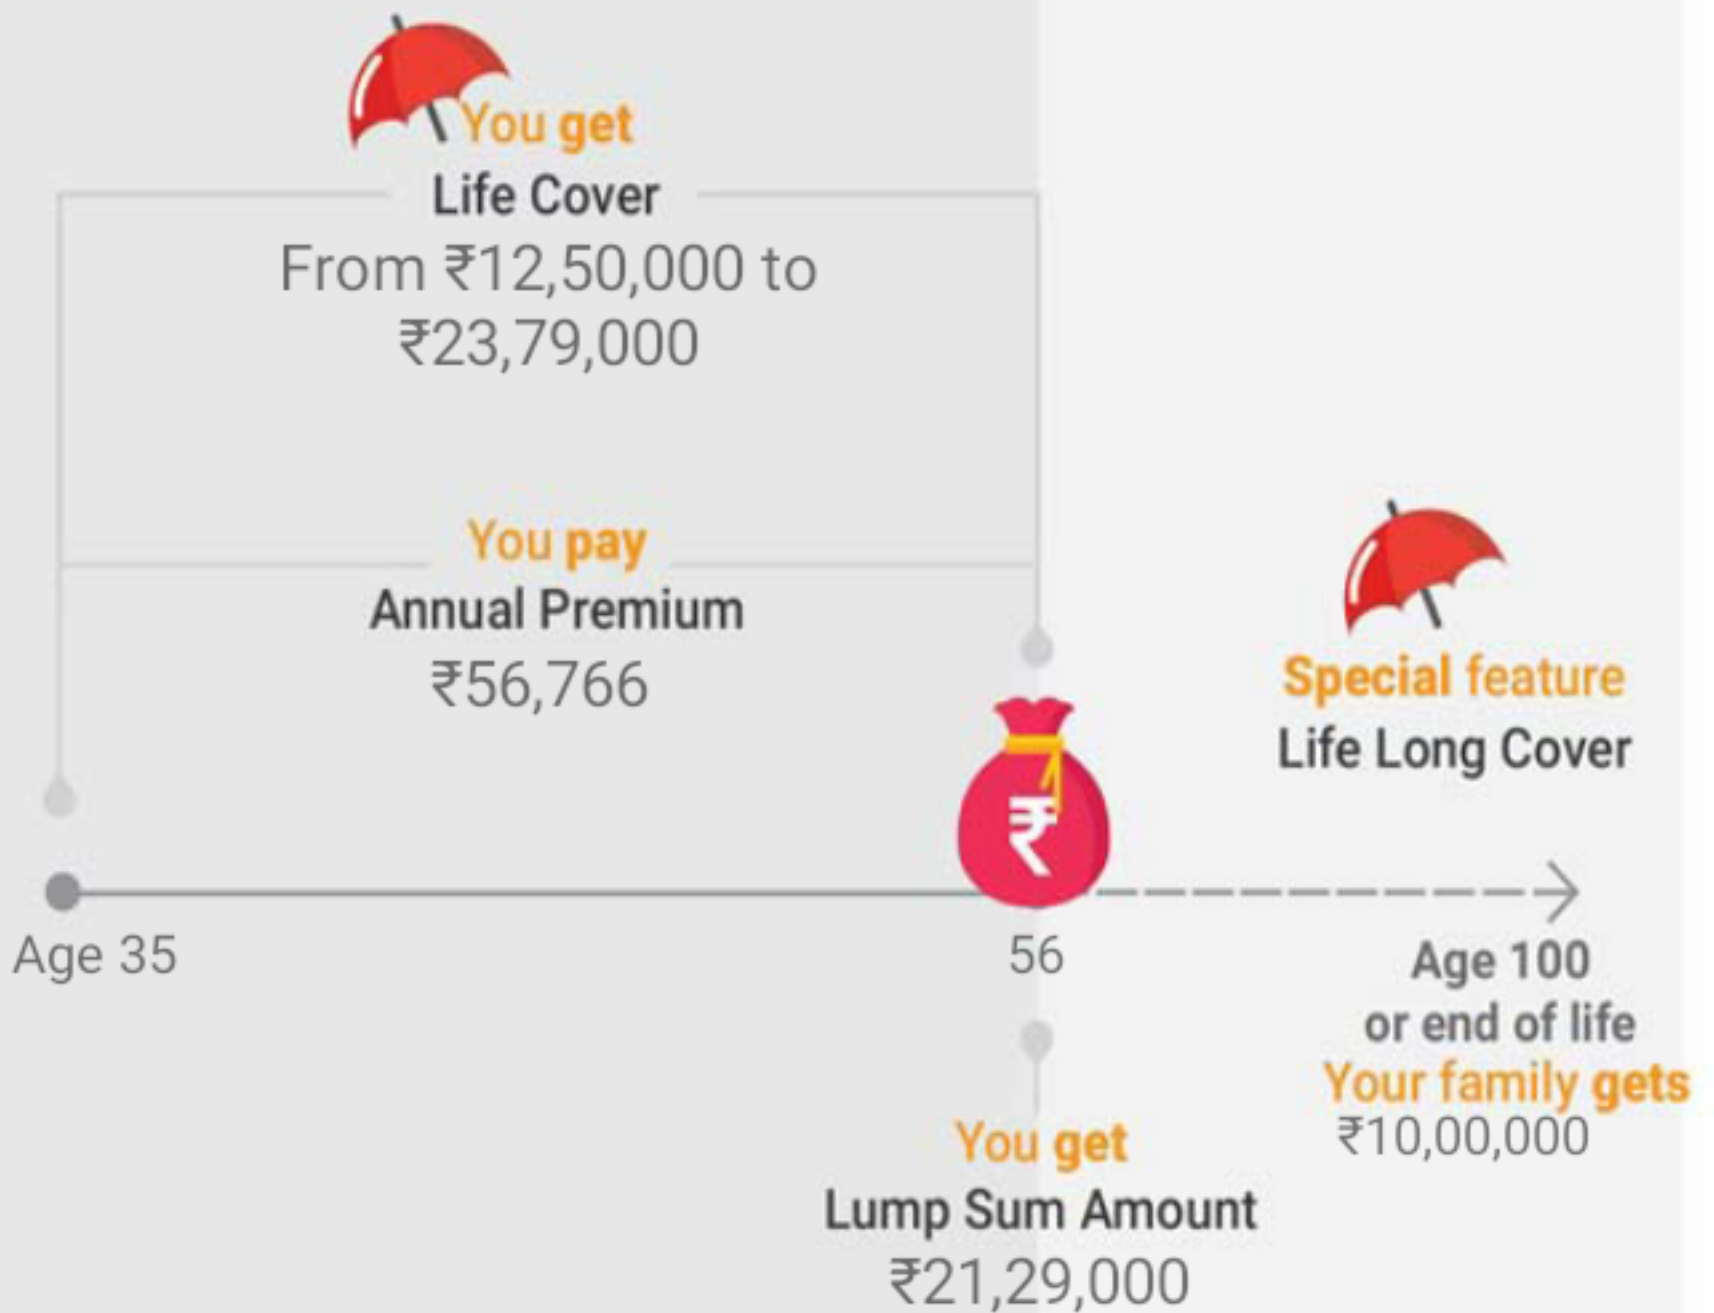 You get
Life Cover
From ₹12,50,000 to
₹23,79,000
You pay
Annual Premium
₹56,766
Special feature
Life Long Cover
₹
Age 35
56
Age 100
or end of life
Your family gets
₹10,00,000
You get
Lump Sum Amount
₹21,29,000